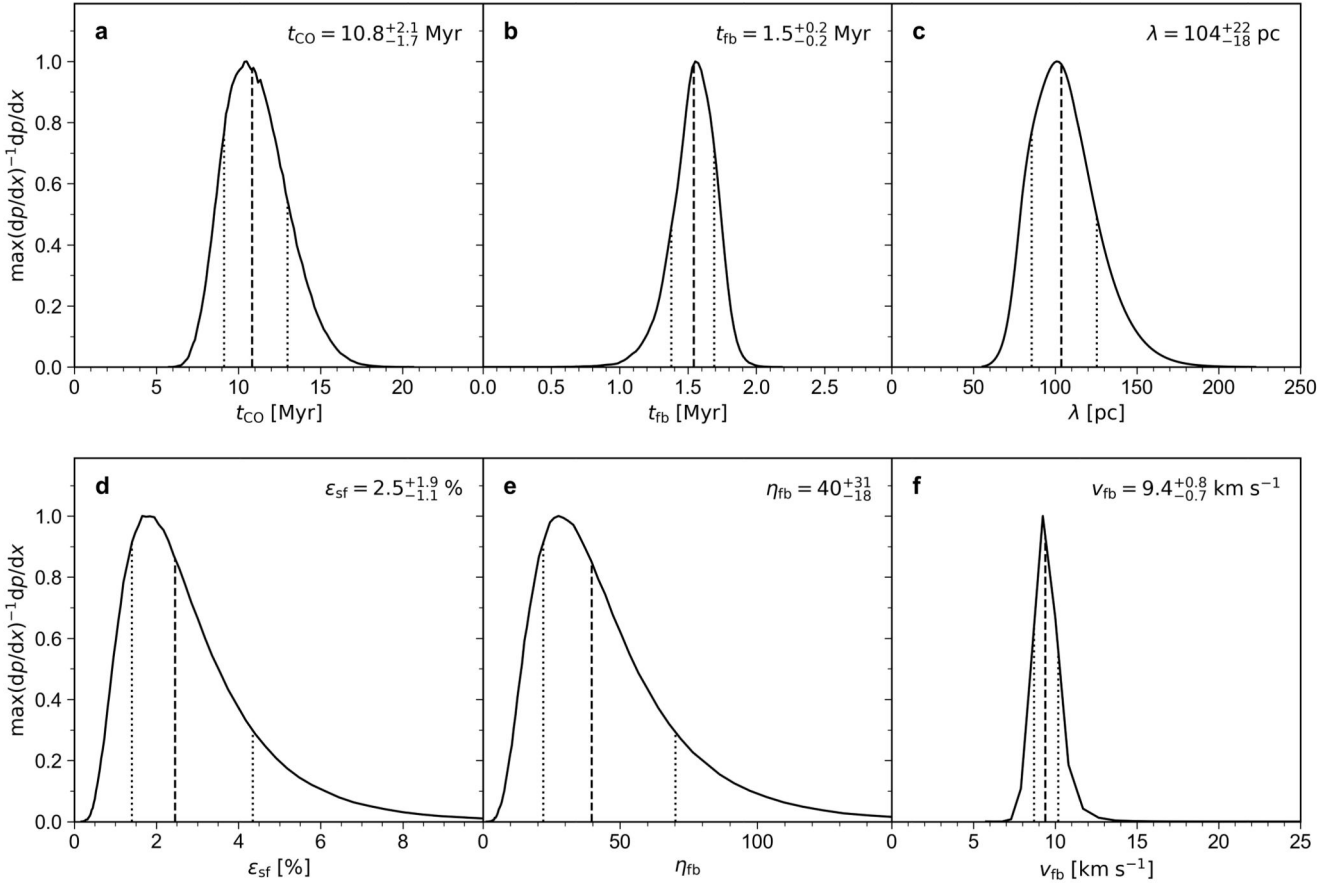 a
t_CO = 10.8^{+2.1}_{-1.7} Myr
b
t_fb = 1.5^{+0.2}_{-0.2} Myr
c
λ = 104^{+22}_{-18} pc
max(dp/dx)^{−1}dp/dx
1.0
0.8
0.6
0.4
0.2
0.0
0 5 10 15 20
0.0 0.5 1.0 1.5 2.0 2.5
0 50 100 150 200 250
t_CO [Myr]
t_fb [Myr]
λ [pc]
d
ε_sf = 2.5^{+1.9}_{-1.1} %
e
η_fb = 40^{+31}_{-18}
f
v_fb = 9.4^{+0.8}_{-0.7} km s^{−1}
max(dp/dx)^{−1}dp/dx
1.0
0.8
0.6
0.4
0.2
0.0
0 2 4 6 8
0 50 100
0 5 10 15 20 25
ε_sf [%]
η_fb
v_fb [km s^{−1}]